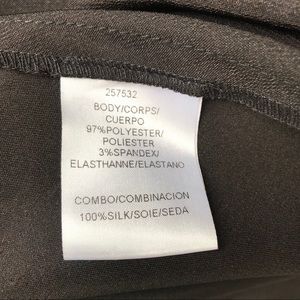 257532
BODY/CORPS/
CUERPO
97%POLYESTER/
POLIESTER
3%SPANDEX/
ELASTHANNE/ELASTANO
COMBO/COMBINACION
100%SILK/SOIE/SEDA